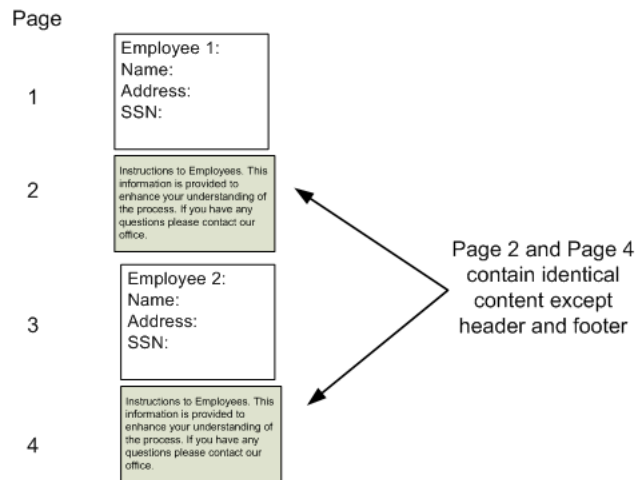 Page
1
Employee 1:
Name:
Address:
SSN:
2
Instructions to Employees. This
information is provided to
enhance your understanding of
the process. If you have any
questions please contact our
office.
Page 2 and Page 4
contain identical
content except
header and footer
3
Employee 2:
Name:
Address:
SSN:
4
Instructions to Employees. This
information is provided to
enhance your understanding of
the process. If you have any
questions please contact our
office.